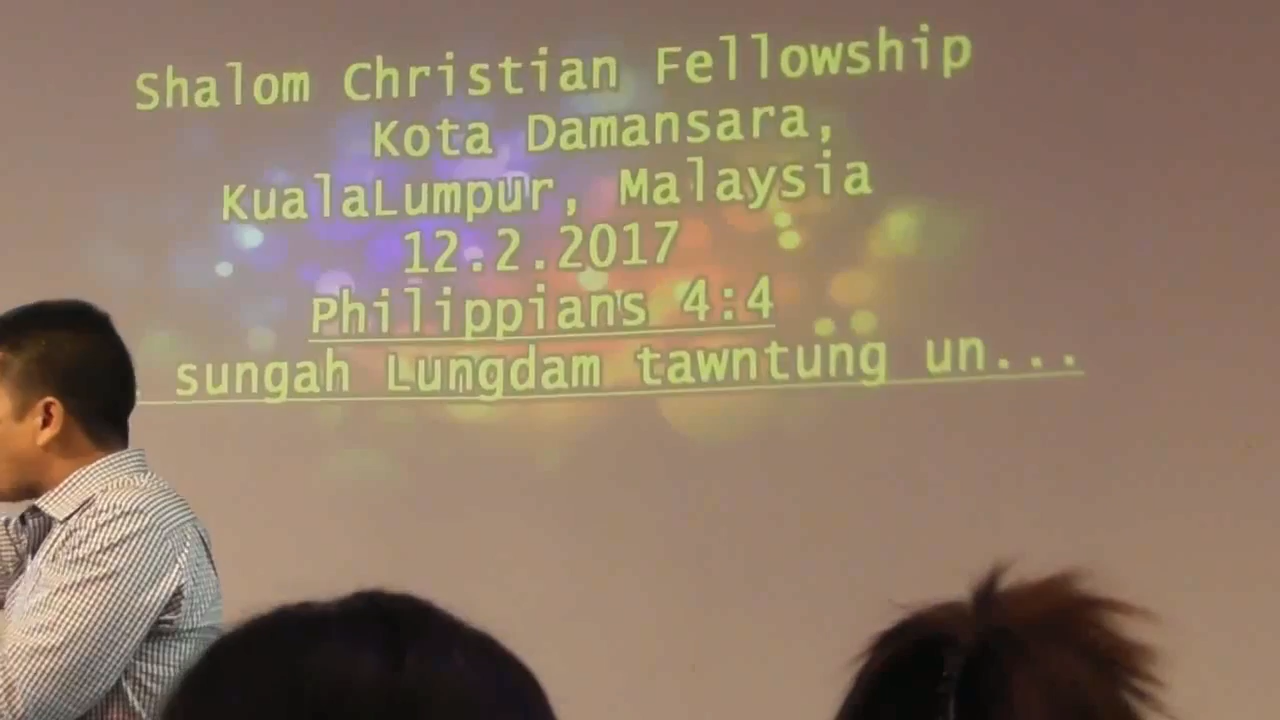 Shalom Christian Fellowship
Kota Damansara,
KualaLumpur, Malaysia
12.2.2017
Philippians 4:4
sungah Lungdam tawntung un...